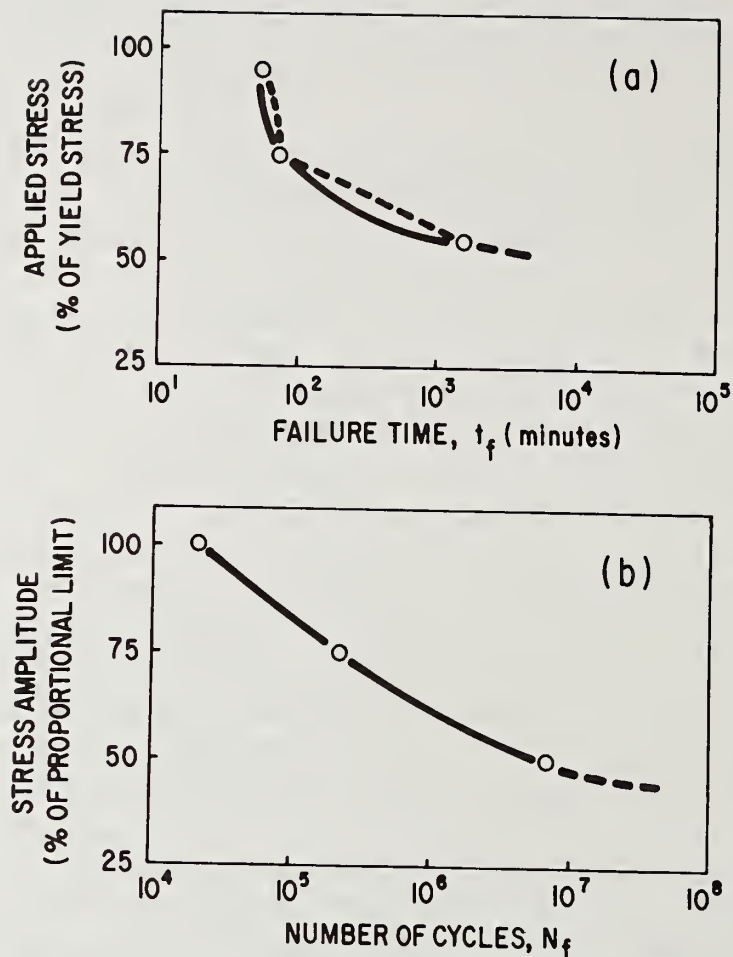 (a)
APPLIED STRESS
(% OF YIELD STRESS)
100
75
50
25
10¹ 10² 10³ 10⁴ 10⁵
FAILURE TIME, t_f (minutes)
(b)
STRESS AMPLITUDE
(% OF PROPORTIONAL LIMIT)
100
75
50
25
10⁴ 10⁵ 10⁶ 10⁷ 10⁸
NUMBER OF CYCLES, N_f